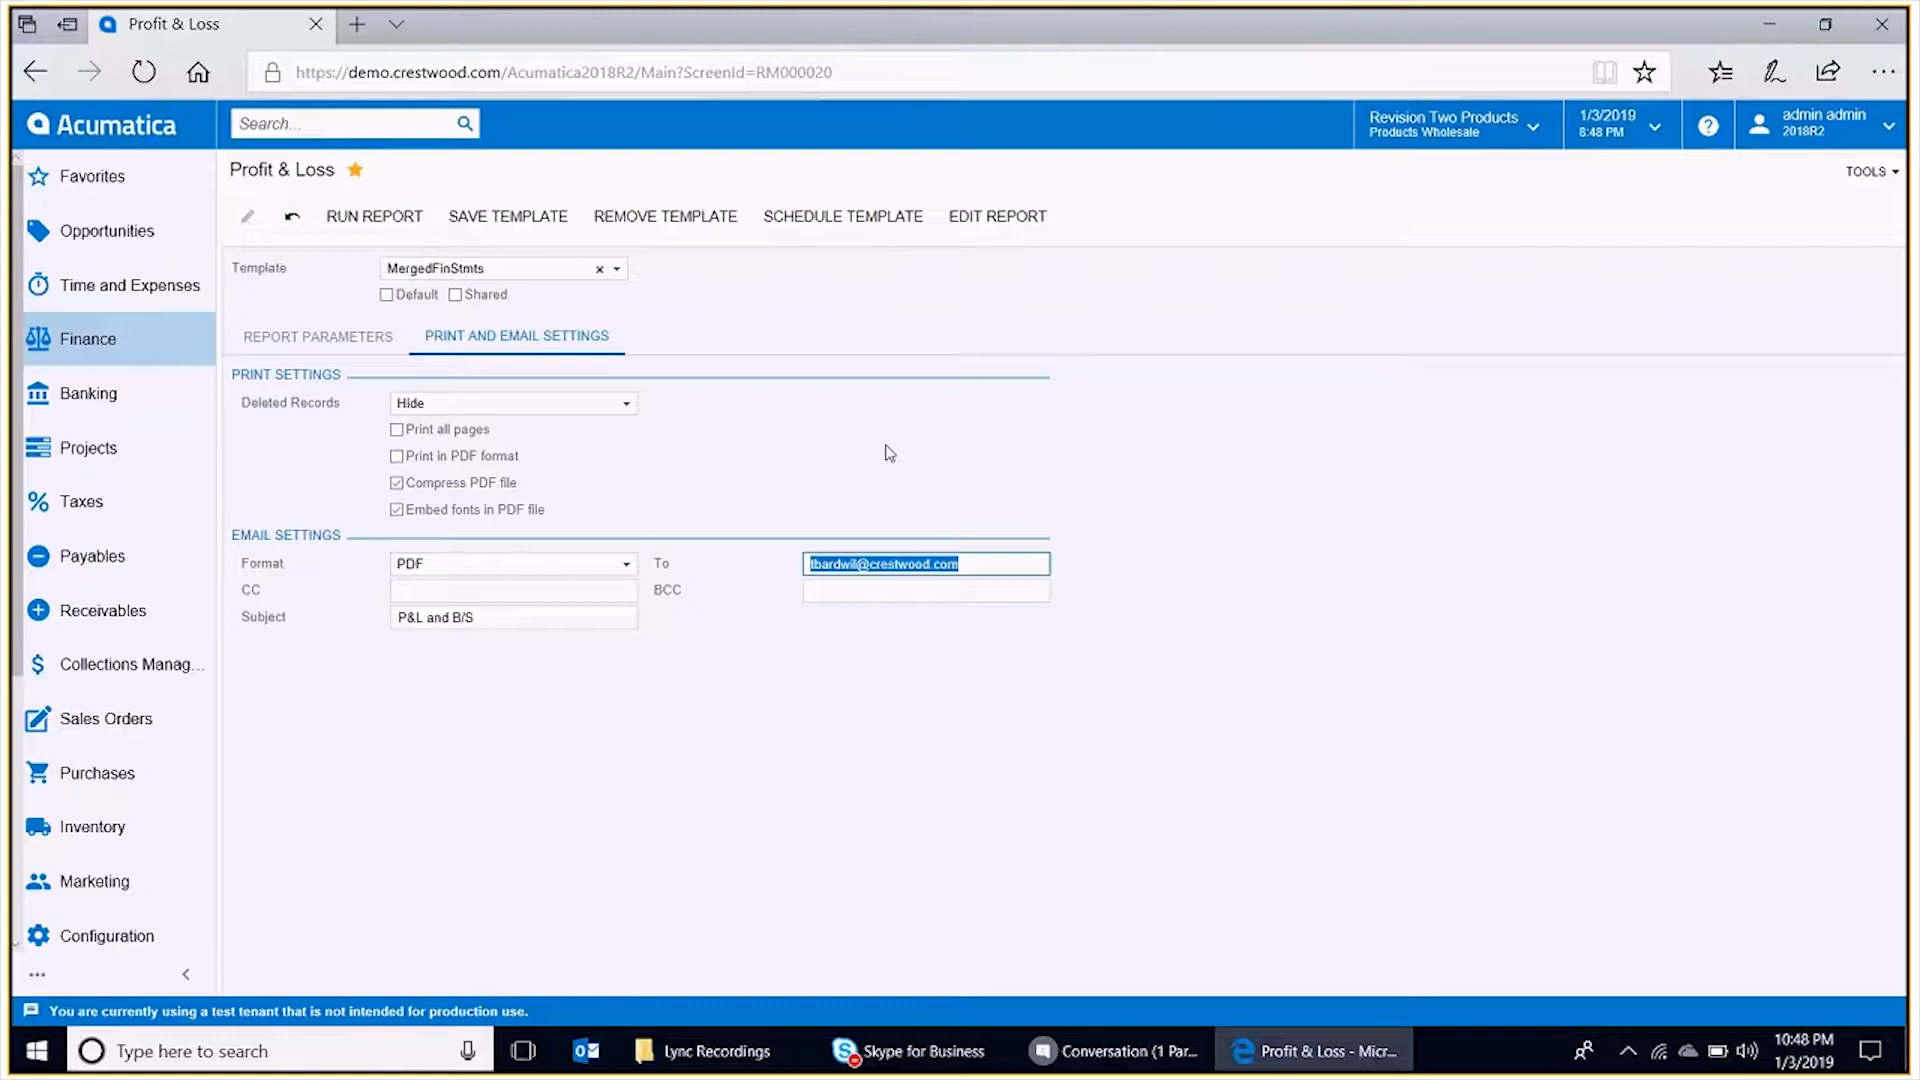 Profit & Loss
https://demo.crestwood.com/Acumatica2018R2/Main?ScreenId=RM000020
Acumatica
Search...
Revision Two Products
Products Wholesale
1/3/2019
8:48 PM
?
admin admin
2018R2
Favorites
Opportunities
Time and Expenses
Finance
Banking
Projects
Taxes
Payables
Receivables
Collections Manag...
Sales Orders
Purchases
Inventory
Marketing
Configuration
Profit & Loss
TOOLS
RUN REPORT SAVE TEMPLATE REMOVE TEMPLATE SCHEDULE TEMPLATE EDIT REPORT
Template MergedFinStmts
Default Shared
REPORT PARAMETERS PRINT AND EMAIL SETTINGS
PRINT SETTINGS
Deleted Records Hide
Print all pages
Print in PDF format
Compress PDF file
Embed fonts in PDF file
EMAIL SETTINGS
Format PDF To tbardwil@crestwood.com
CC BCC
Subject P&L and B/S
You are currently using a test tenant that is not intended for production use.
Type here to search
Lync Recordings
Skype for Business
Conversation (1 Par...
Profit & Loss - Micr...
10:48 PM
1/3/2019